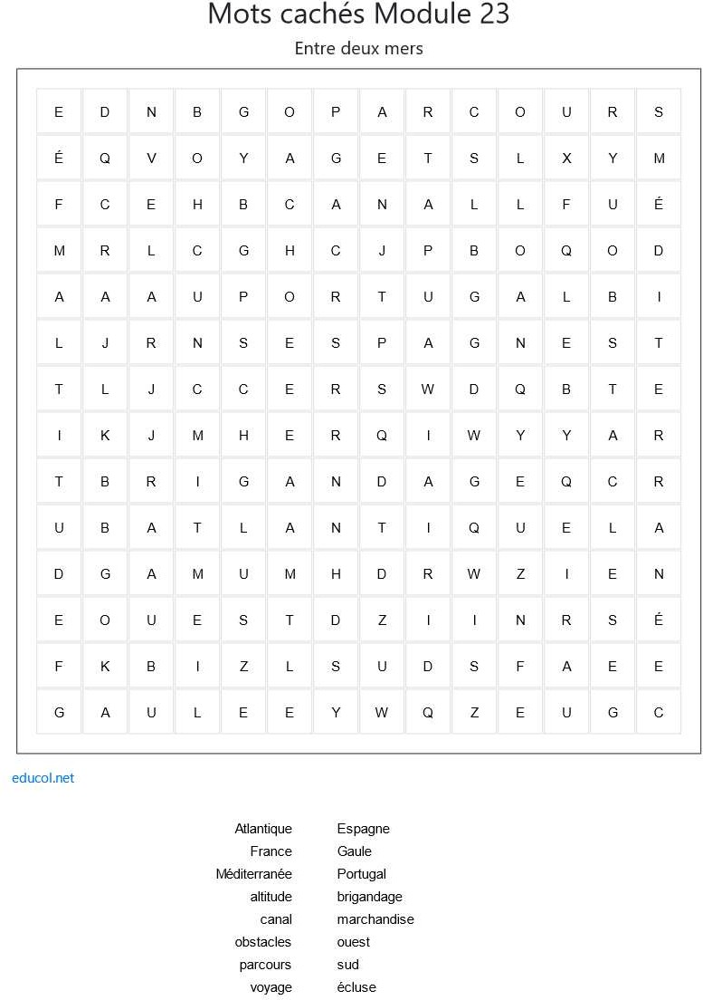 Mots cachés Module 23
Entre deux mers
E D N B G O P A R C O U R S
É Q V O Y A G E T S L X Y M
F C E H B C A N A L L F U É
M R L C G H C J P B O Q O D
A A A U P O R T U G A L B I
L J R N S E S P A G N E S T
T L J C C E R S W D Q B T E
I K J M H E R Q I W Y Y A R
T B R I G A N D A G E Q C R
U B A T L A N T I Q U E L A
D G A M U M H D R W Z I E N
E O U E S T D Z I I N R S É
F K B I Z L S U D S F A E E
G A U L E E Y W Q Z E U G C
educol.net
Atlantique Espagne
France Gaule
Méditerranée Portugal
altitude brigandage
canal marchandise
obstacles ouest
parcours sud
voyage écluse